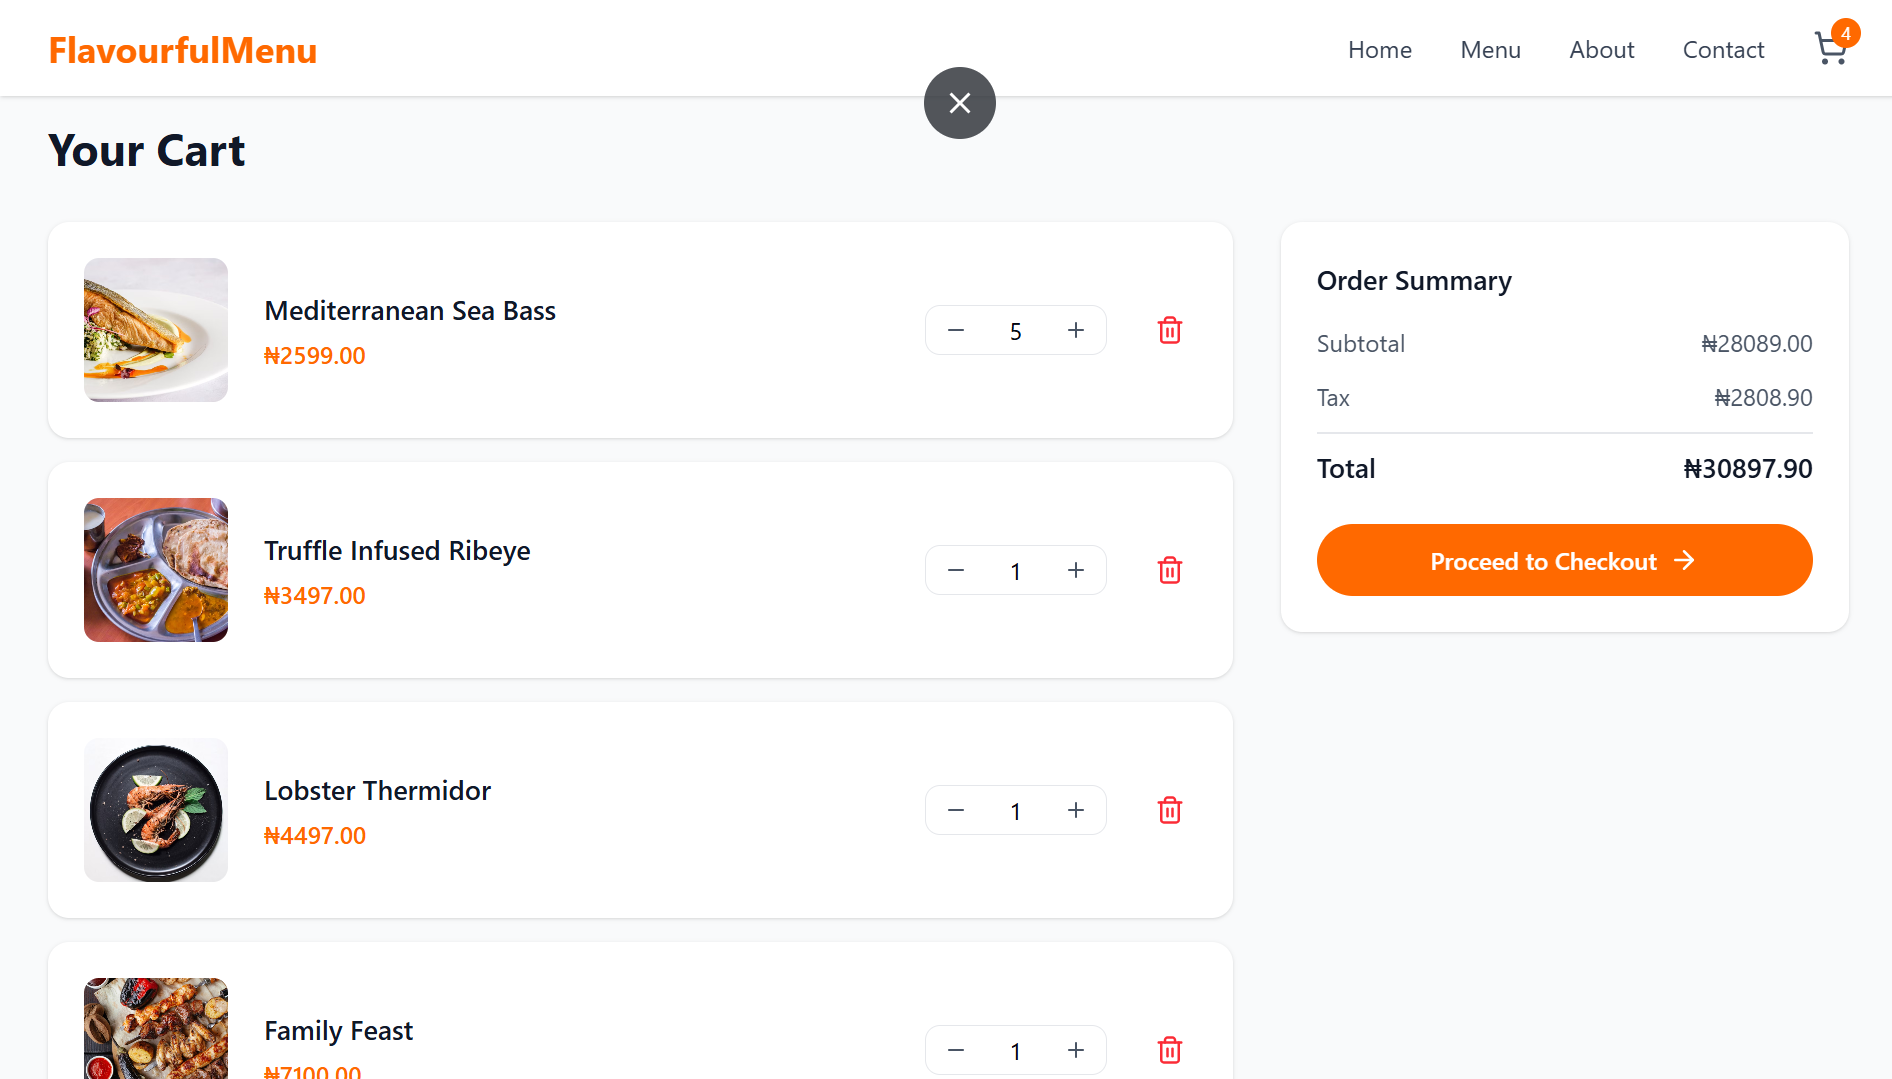 FlavourfulMenu
Home
Menu
About
Contact
4
Your Cart
Mediterranean Sea Bass
₦2599.00
5
Truffle Infused Ribeye
₦3497.00
1
Lobster Thermidor
₦4497.00
1
Family Feast
₦7100.00
1
Order Summary
Subtotal ₦28089.00
Tax ₦2808.90
Total ₦30897.90
Proceed to Checkout